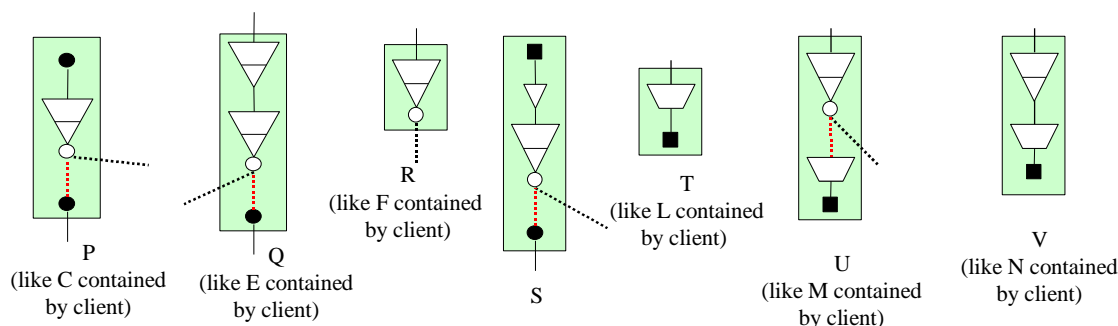 P
(like C contained
by client)
Q
(like E contained
by client)
R
(like F contained
by client)
S
T
(like L contained
by client)
U
(like M contained
by client)
V
(like N contained
by client)